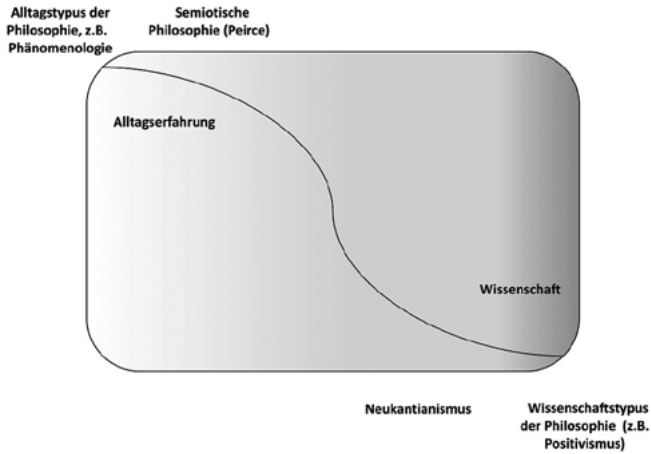 Alltagstypus der
Philosophie, z.B.
Phänomenologie
Semiotische
Philosophie (Peirce)
Alltagserfahrung
Wissenschaft
Neukantianismus
Wissenschaftstypus
der Philosophie (z.B.
Positivismus)